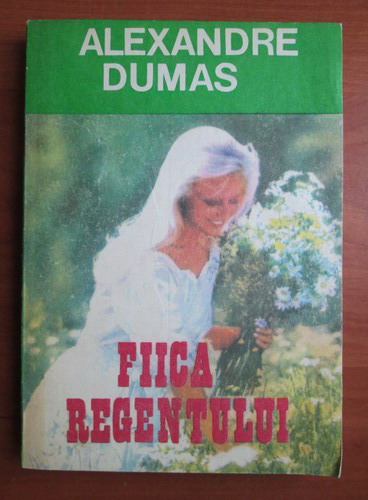 ALEXANDRE
DUMAS
FIICA
REGENTULUI